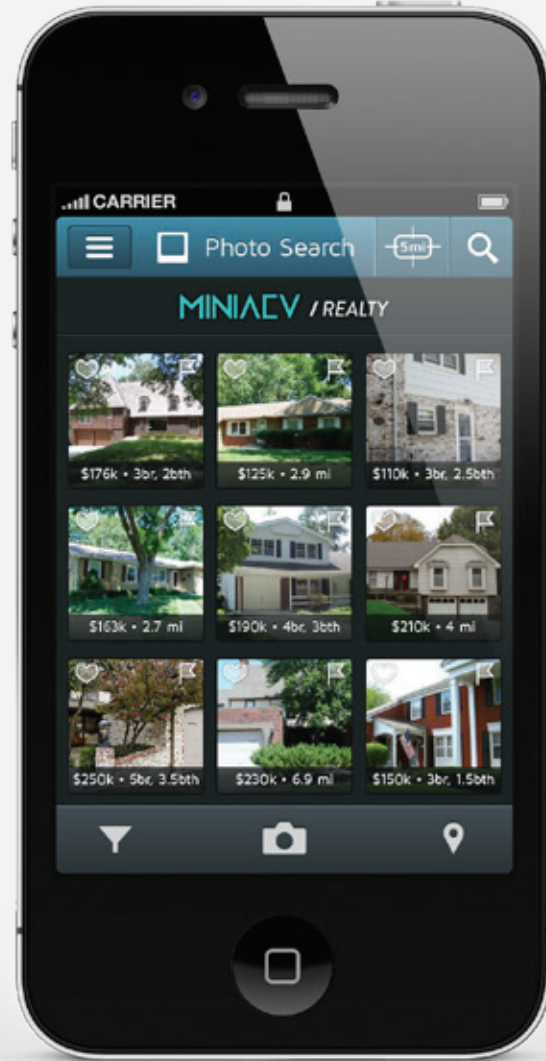 CARRIER
Photo Search
5mi
MINIACV / REALTY
$176k • 3br, 2bth
$125k • 2.9 mi
$110k • 3br, 2.5bth
$163k • 2.7 mi
$190k • 4br, 3bth
$210k • 4 mi
$250k • 5br, 3.5bth
$230k • 6.9 mi
$150k • 3br, 1.5bth